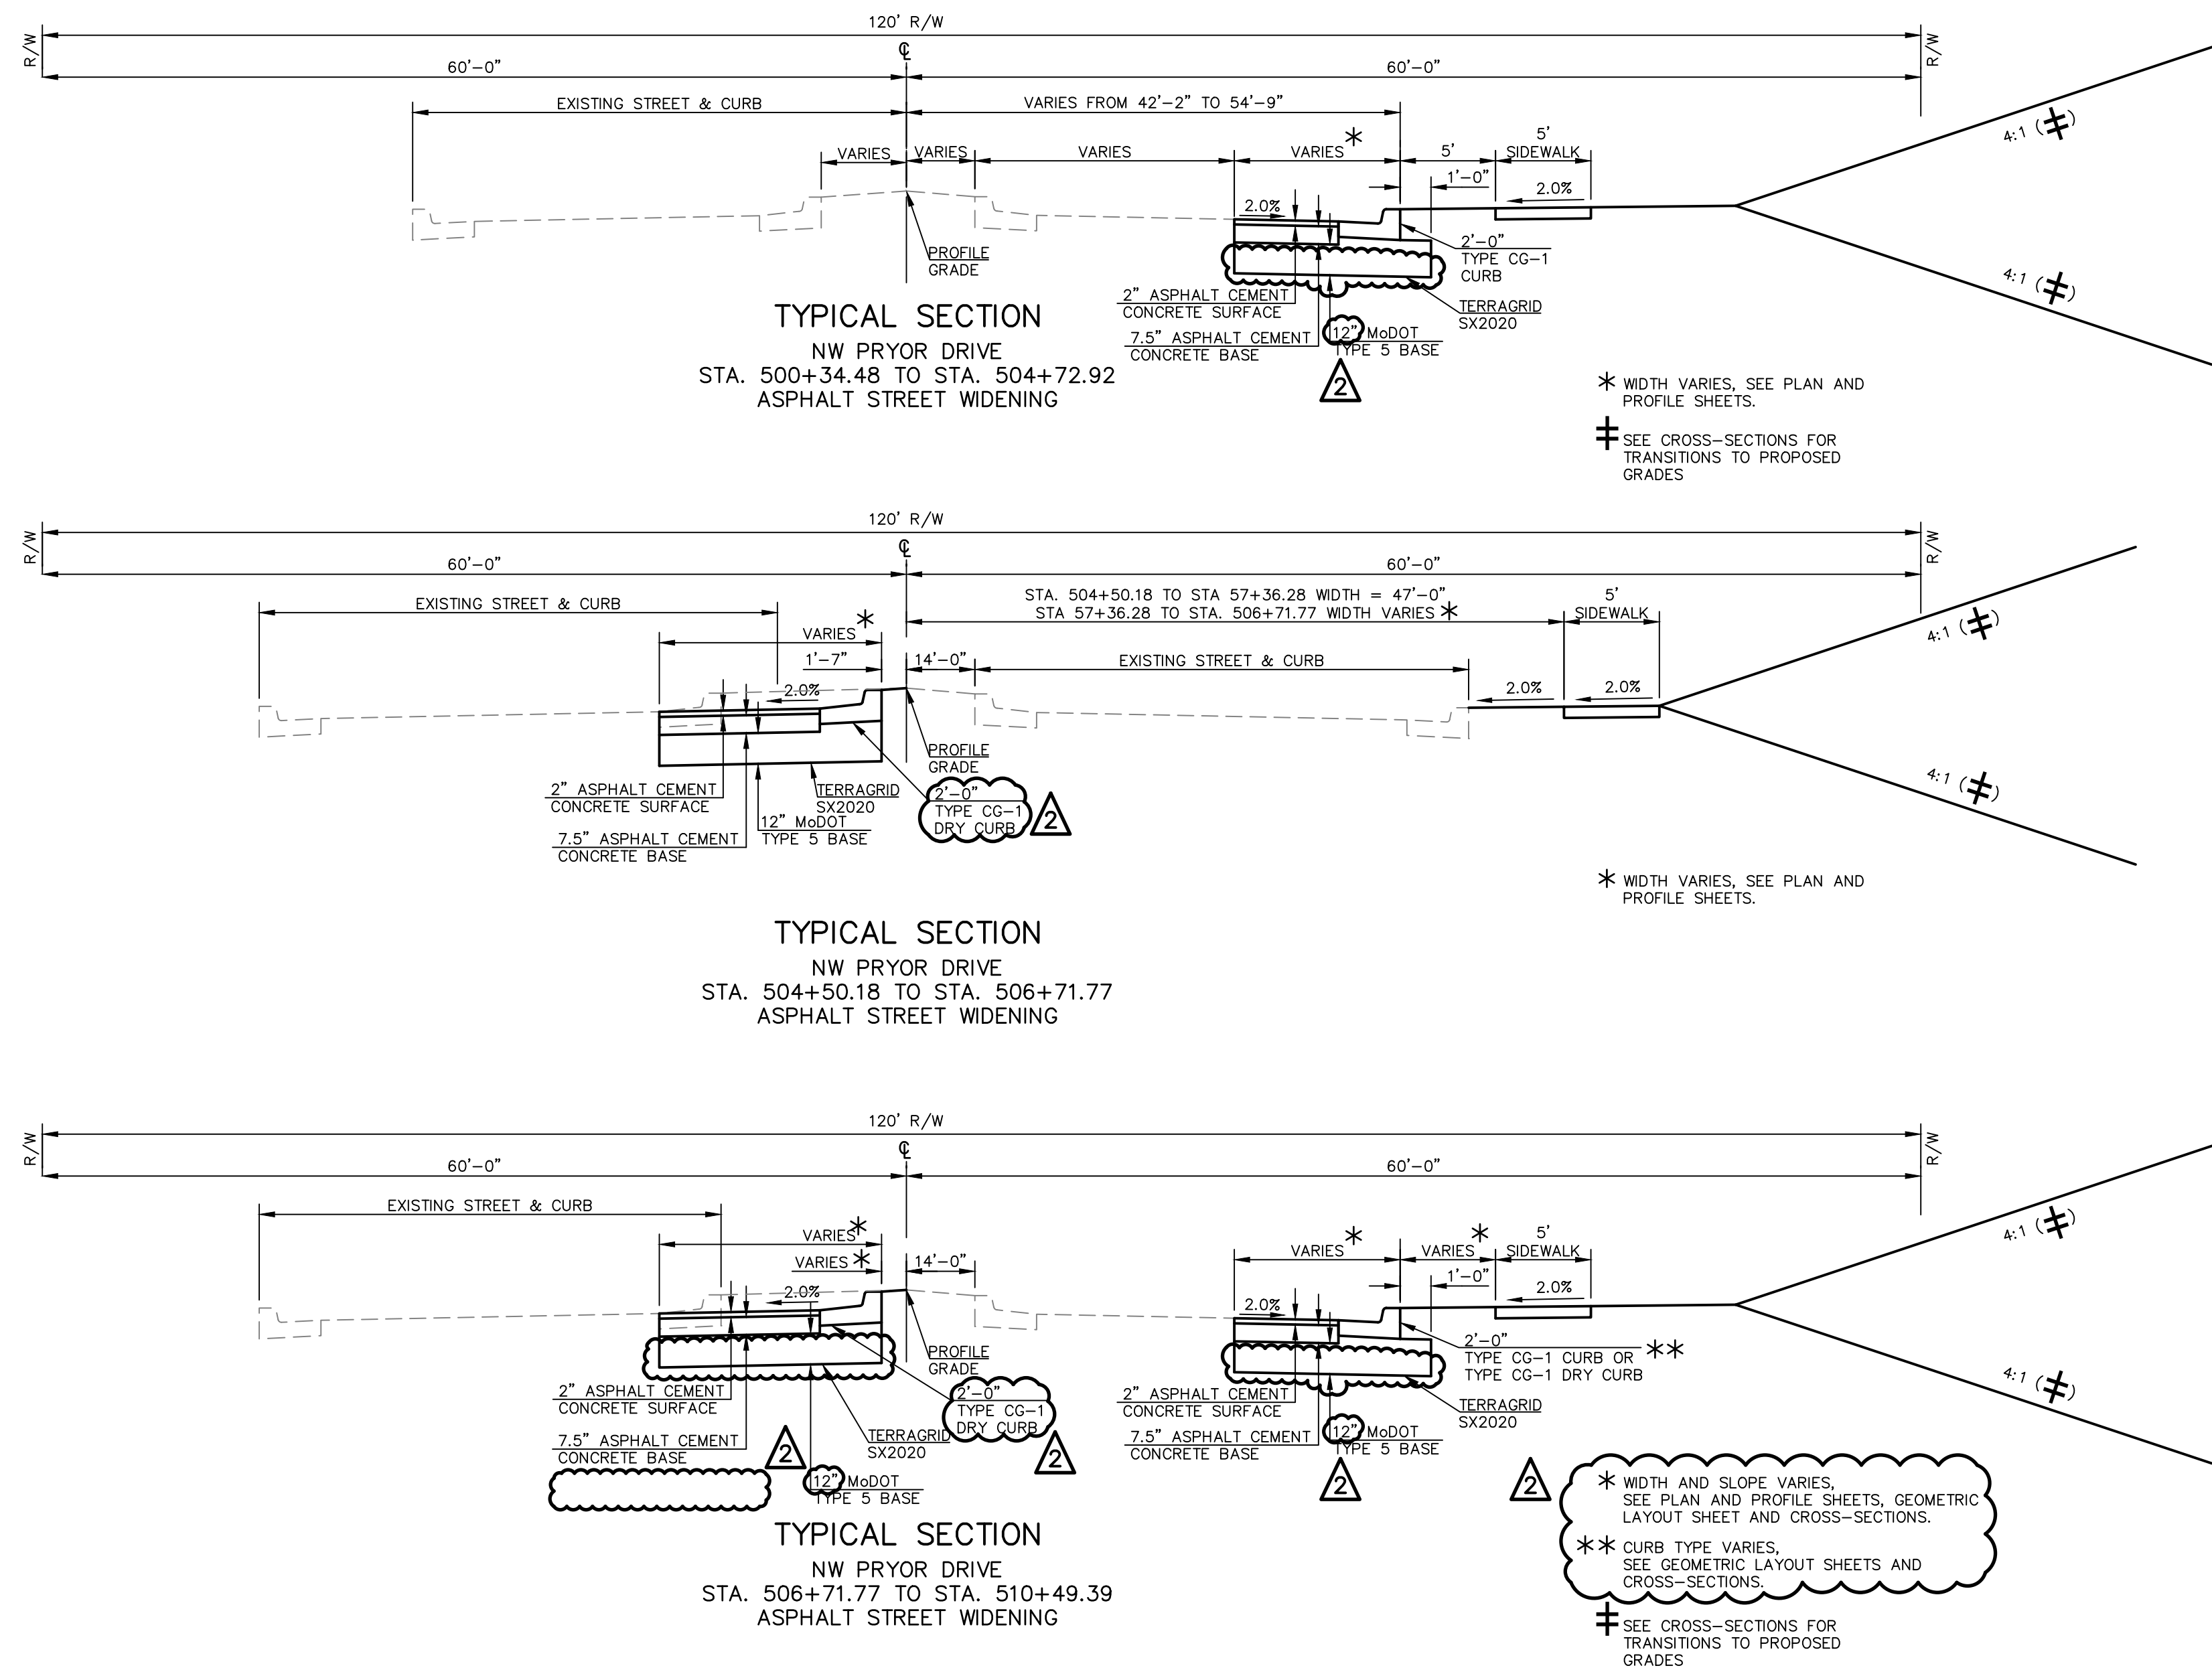 120' R/W
R/W
℄
R/W
60'-0"
60'-0"
EXISTING STREET & CURB
VARIES FROM 42'-2" TO 54'-9"
VARIES
VARIES
VARIES
VARIES *
5'
5'
SIDEWALK
1'-0"
2.0%
2.0%
4:1 (‡)
4:1 (‡)
PROFILE
GRADE
2'-0"
TYPE CG-1
CURB
2" ASPHALT CEMENT
CONCRETE SURFACE
TERRAGRID
SX2020
7.5" ASPHALT CEMENT
CONCRETE BASE
12" MoDOT
TYPE 5 BASE
2
TYPICAL SECTION
NW PRYOR DRIVE
STA. 500+34.48 TO STA. 504+72.92
ASPHALT STREET WIDENING
* WIDTH VARIES, SEE PLAN AND
PROFILE SHEETS.
‡ SEE CROSS-SECTIONS FOR
TRANSITIONS TO PROPOSED
GRADES
120' R/W
R/W
℄
R/W
60'-0"
60'-0"
EXISTING STREET & CURB
STA. 504+50.18 TO STA 57+36.28 WIDTH = 47'-0"
STA 57+36.28 TO STA. 506+71.77 WIDTH VARIES *
5'
SIDEWALK
VARIES *
1'-7"
14'-0"
EXISTING STREET & CURB
2.0%
2.0%
2.0%
4:1 (‡)
4:1 (‡)
PROFILE
GRADE
2" ASPHALT CEMENT
CONCRETE SURFACE
TERRAGRID
SX2020
2'-0"
TYPE CG-1
DRY CURB
2
12" MoDOT
TYPE 5 BASE
7.5" ASPHALT CEMENT
CONCRETE BASE
* WIDTH VARIES, SEE PLAN AND
PROFILE SHEETS.
TYPICAL SECTION
NW PRYOR DRIVE
STA. 504+50.18 TO STA. 506+71.77
ASPHALT STREET WIDENING
120' R/W
R/W
℄
R/W
60'-0"
60'-0"
EXISTING STREET & CURB
VARIES *
VARIES *
14'-0"
VARIES *
VARIES *
5'
SIDEWALK
1'-0"
2.0%
2.0%
2.0%
4:1 (‡)
4:1 (‡)
PROFILE
GRADE
2'-0"
TYPE CG-1 CURB OR **
TYPE CG-1 DRY CURB
2" ASPHALT CEMENT
CONCRETE SURFACE
2'-0"
TYPE CG-1
DRY CURB
2
TERRAGRID
SX2020
7.5" ASPHALT CEMENT
CONCRETE BASE
2
12" MoDOT
TYPE 5 BASE
2" ASPHALT CEMENT
CONCRETE SURFACE
TERRAGRID
SX2020
7.5" ASPHALT CEMENT
CONCRETE BASE
12" MoDOT
TYPE 5 BASE
2
2
* WIDTH AND SLOPE VARIES,
SEE PLAN AND PROFILE SHEETS, GEOMETRIC
LAYOUT SHEET AND CROSS-SECTIONS.
** CURB TYPE VARIES,
SEE GEOMETRIC LAYOUT SHEETS AND
CROSS-SECTIONS.
‡ SEE CROSS-SECTIONS FOR
TRANSITIONS TO PROPOSED
GRADES
TYPICAL SECTION
NW PRYOR DRIVE
STA. 506+71.77 TO STA. 510+49.39
ASPHALT STREET WIDENING